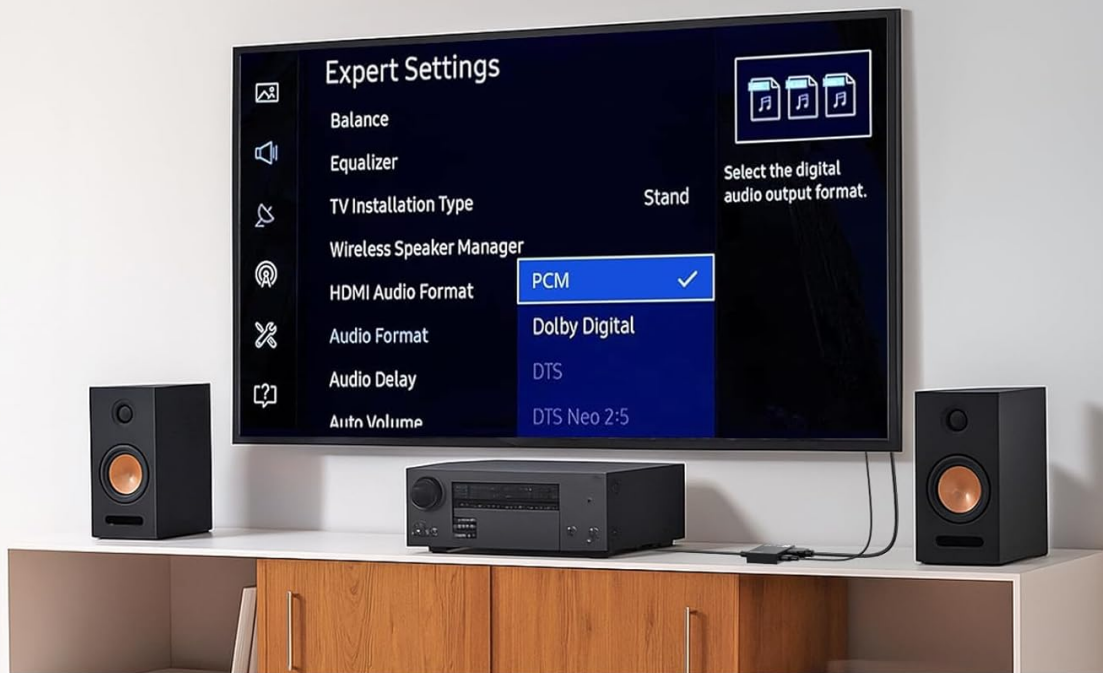 Expert Settings
Balance
Equalizer
TV Installation Type Stand
Wireless Speaker Manager
HDMI Audio Format
Audio Format
Audio Delay
Auto Volume
PCM
Dolby Digital
DTS
DTS Neo 2:5
Select the digital
audio output format.